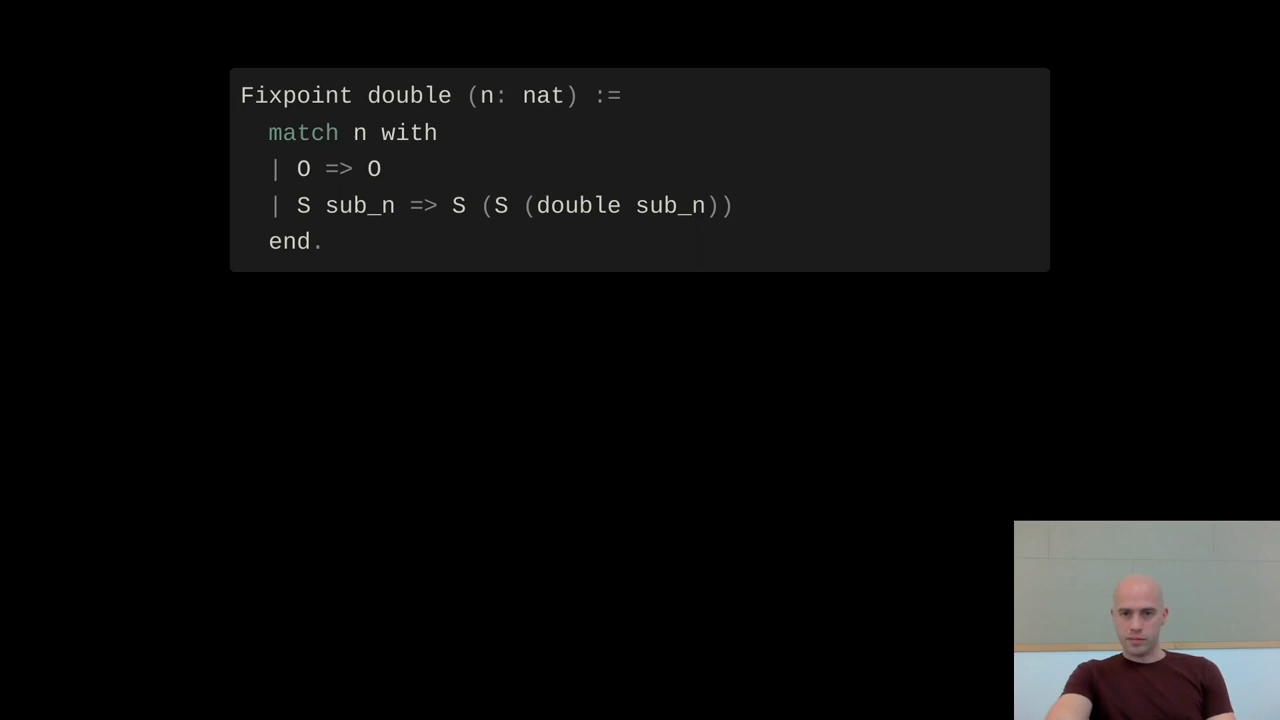 Fixpoint double (n: nat) :=
  match n with
  | O => O
  | S sub_n => S (S (double sub_n))
  end.